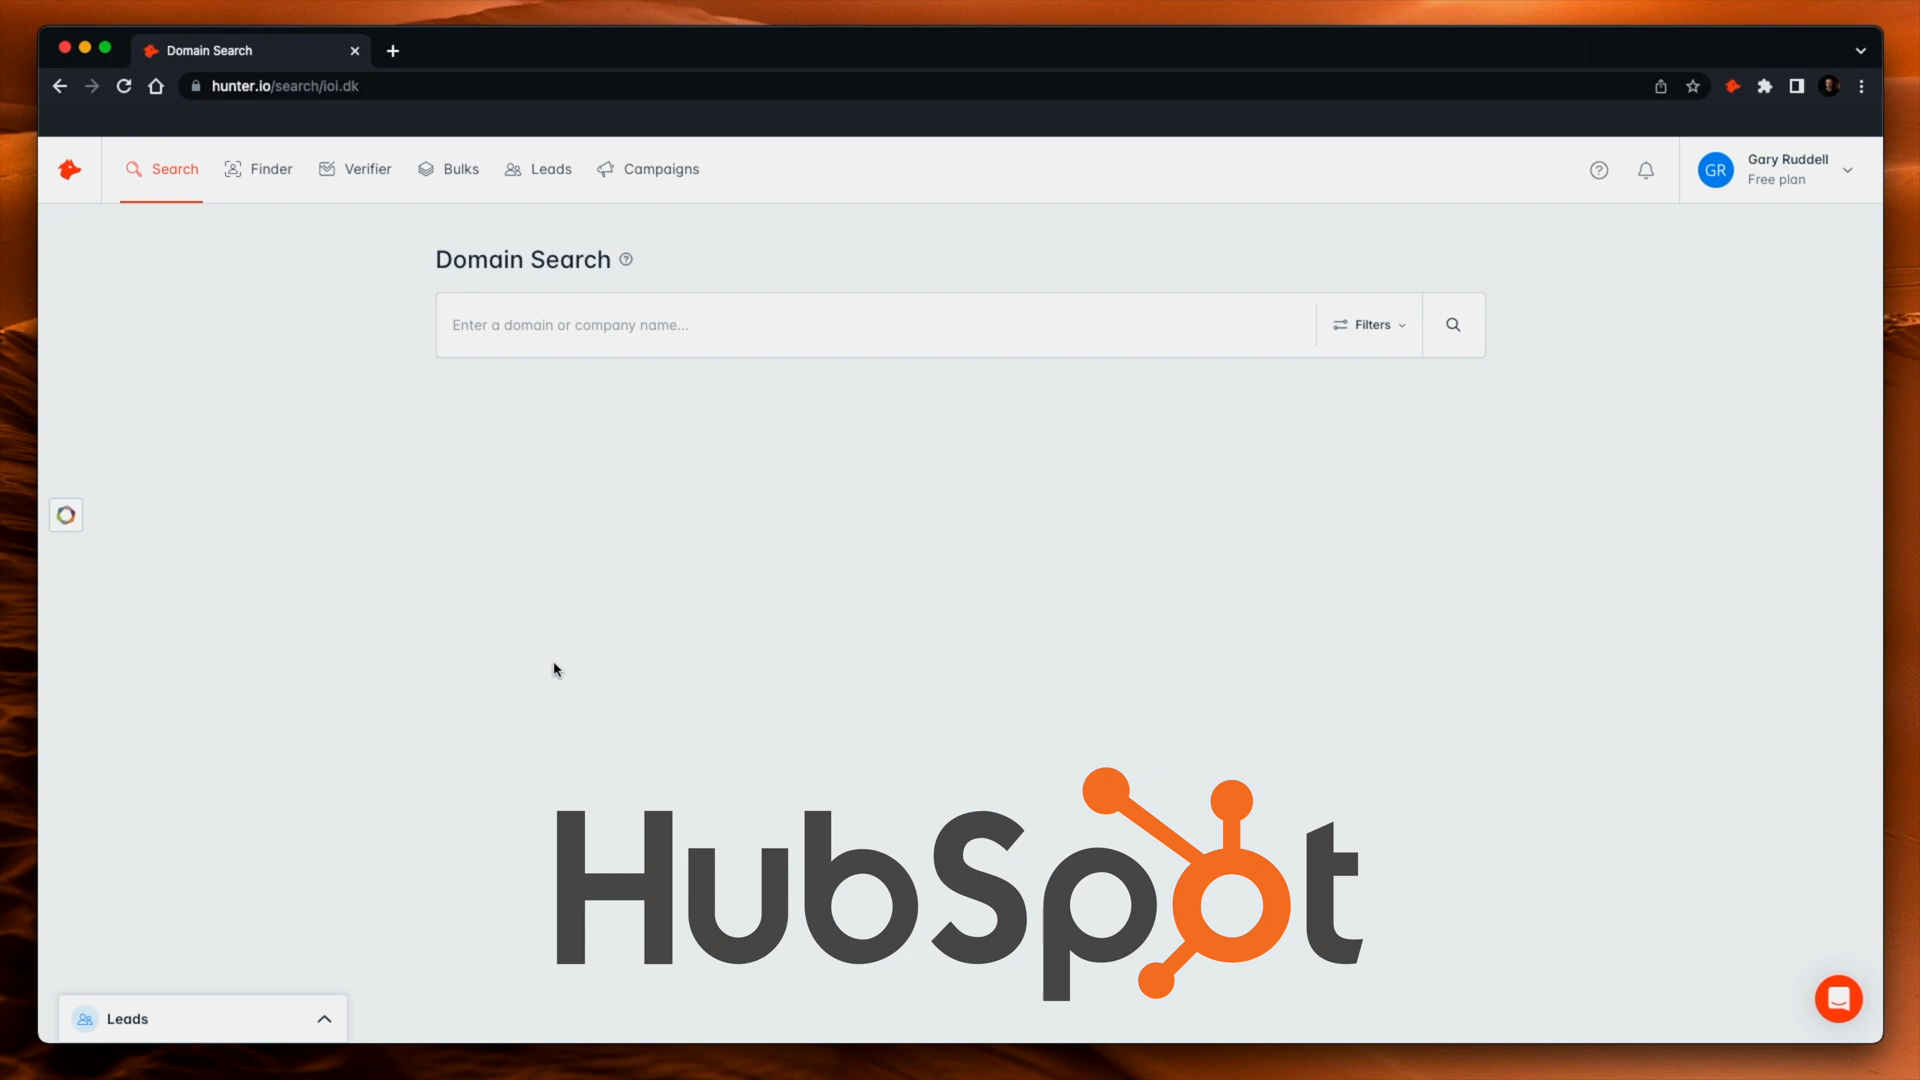 Domain Search
hunter.io/search/ioi.dk
Search
Finder
Verifier
Bulks
Leads
Campaigns
GR
Gary Ruddell
Free plan
Domain Search
Enter a domain or company name...
Filters
HubSpot
Leads